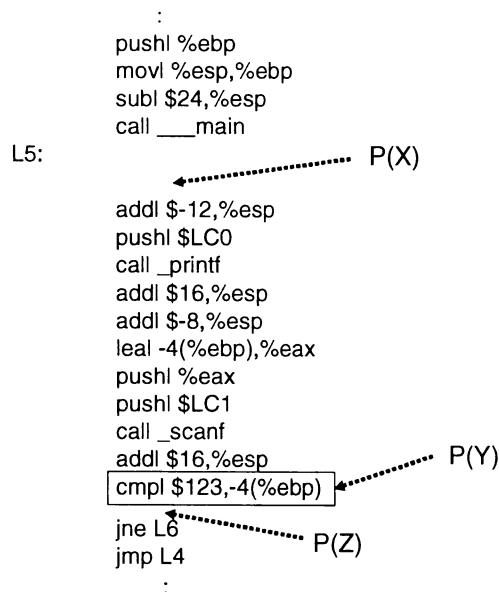 :
pushl %ebp
movl %esp,%ebp
subl $24,%esp
call ___main
L5:
P(X)
addl $-12,%esp
pushl $LC0
call _printf
addl $16,%esp
addl $-8,%esp
leal -4(%ebp),%eax
pushl %eax
pushl $LC1
call _scanf
addl $16,%esp
P(Y)
cmpl $123,-4(%ebp)
jne L6
P(Z)
jmp L4
: